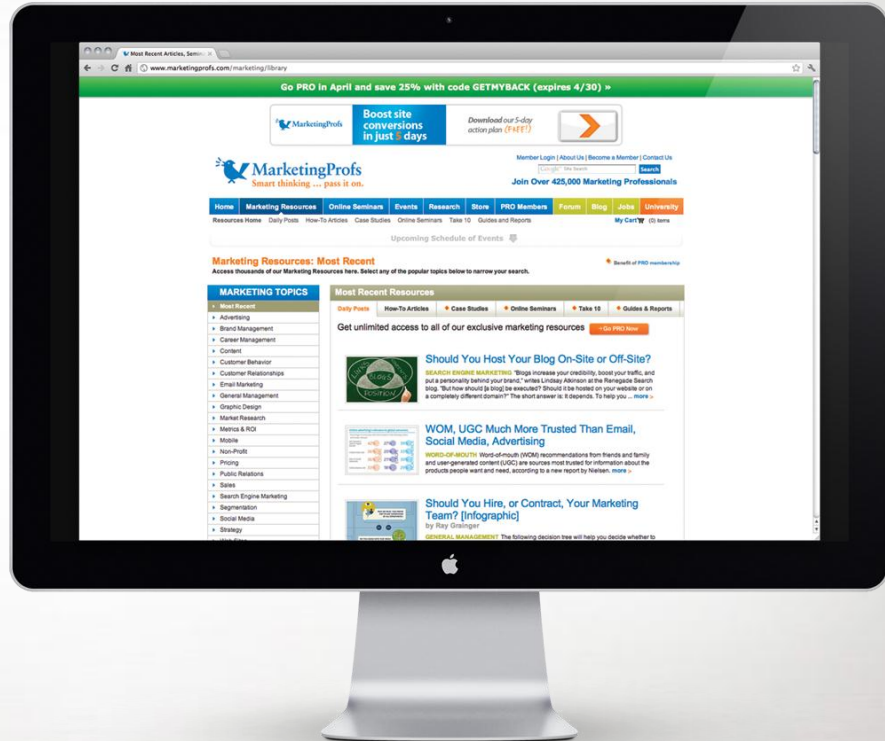 Most Recent Articles, Semina
www.marketingprofs.com/marketing/library
Go PRO in April and save 25% with code GETMYBACK (expires 4/30) »
MarketingProfs
Boost site
conversions
in just 5 days
Download our 5-day
action plan (FREE!)
Member Login | About Us | Become a Member | Contact Us
MarketingProfs
Smart thinking ... pass it on.
Google Site Search
Search
Join Over 425,000 Marketing Professionals
Home Marketing Resources Online Seminars Events Research Store PRO Members Forum Blog Jobs University
Resources Home Daily Posts How-To Articles Case Studies Online Seminars Take 10 Guides and Reports My Cart (0) items
Upcoming Schedule of Events
Marketing Resources: Most Recent
Benefit of PRO membership
Access thousands of our Marketing Resources here. Select any of the popular topics below to narrow your search.
MARKETING TOPICS
Most Recent
Advertising
Brand Management
Career Management
Content
Customer Behavior
Customer Relationships
Email Marketing
General Management
Graphic Design
Market Research
Metrics & ROI
Mobile
Non-Profit
Pricing
Public Relations
Sales
Search Engine Marketing
Segmentation
Social Media
Strategy
Most Recent Resources
Daily Posts How-To Articles Case Studies Online Seminars Take 10 Guides & Reports
Get unlimited access to all of our exclusive marketing resources Go PRO Now
Should You Host Your Blog On-Site or Off-Site?
SEARCH ENGINE MARKETING "Blogs increase your credibility, boost your traffic, and
put a personality behind your brand," writes Lindsay Atkinson at the Renegade Search
blog. "But how should [a blog] be executed? Should it be hosted on your website or on
a completely different domain?" The short answer is: It depends. To help you ... more »
BLOGS
WOM, UGC Much More Trusted Than Email,
Social Media, Advertising
WORD-OF-MOUTH Word-of-mouth (WOM) recommendations from friends and family
and user-generated content (UGC) are sources most trusted for information about the
products people want and need, according to a new report by Nielsen. more »
Should You Hire, or Contract, Your Marketing
Team? [Infographic]
by Ray Grainger
GENERAL MANAGEMENT The following decision tree will help you decide whether to